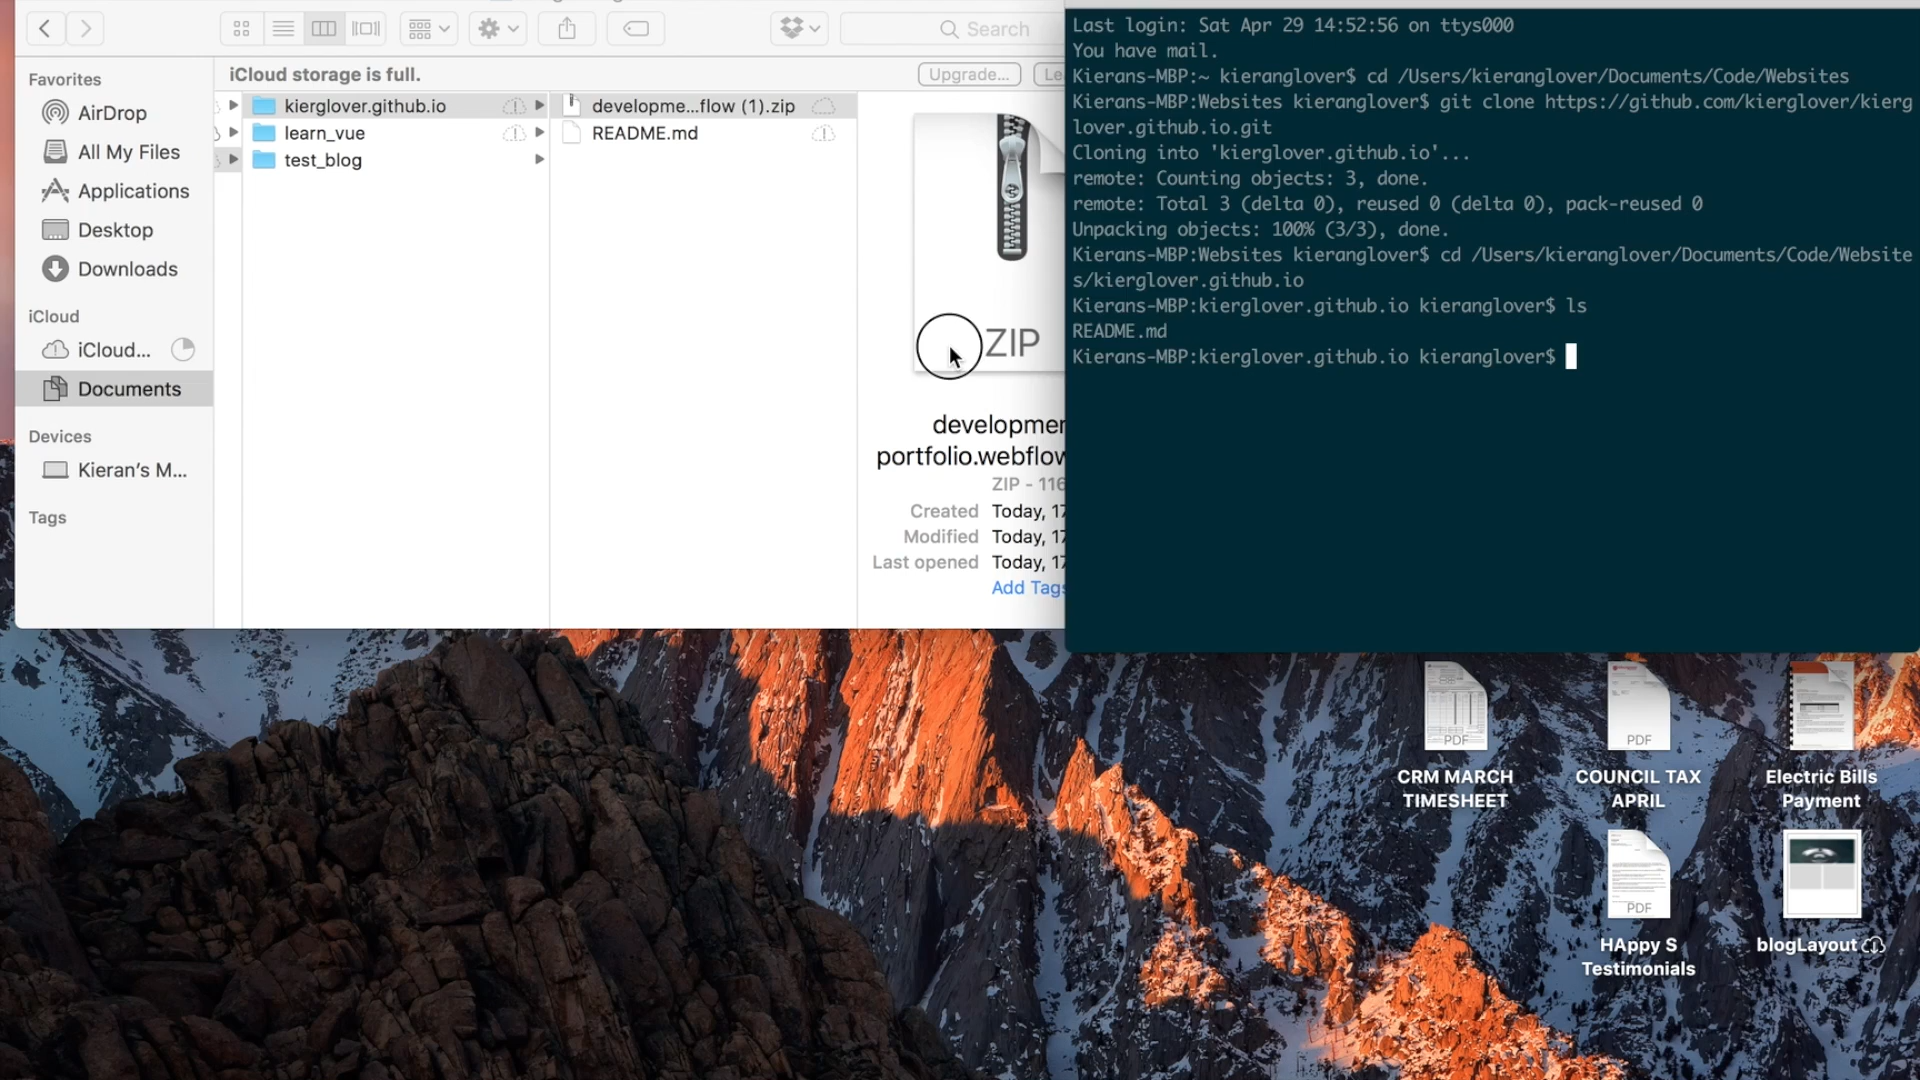 Search
iCloud storage is full.
Upgrade...
Le
Favorites
AirDrop
All My Files
Applications
Desktop
Downloads
iCloud
iCloud...
Documents
Devices
Kieran's M...
Tags
kierglover.github.io
learn_vue
test_blog
developme...flow (1).zip
README.md
ZIP
developmen
portfolio.webflow
ZIP - 116
Created Today, 17
Modified Today, 17
Last opened Today, 17
Add Tags
Last login: Sat Apr 29 14:52:56 on ttys000
You have mail.
Kierans-MBP:~ kieranglover$ cd /Users/kieranglover/Documents/Code/Websites
Kierans-MBP:Websites kieranglover$ git clone https://github.com/kierglover/kierg
lover.github.io.git
Cloning into 'kierglover.github.io'...
remote: Counting objects: 3, done.
remote: Total 3 (delta 0), reused 0 (delta 0), pack-reused 0
Unpacking objects: 100% (3/3), done.
Kierans-MBP:Websites kieranglover$ cd /Users/kieranglover/Documents/Code/Website
s/kierglover.github.io
Kierans-MBP:kierglover.github.io kieranglover$ ls
README.md
Kierans-MBP:kierglover.github.io kieranglover$
PDF
PDF
CRM MARCH
TIMESHEET
COUNCIL TAX
APRIL
Electric Bills
Payment
PDF
HAppy S
Testimonials
blogLayout